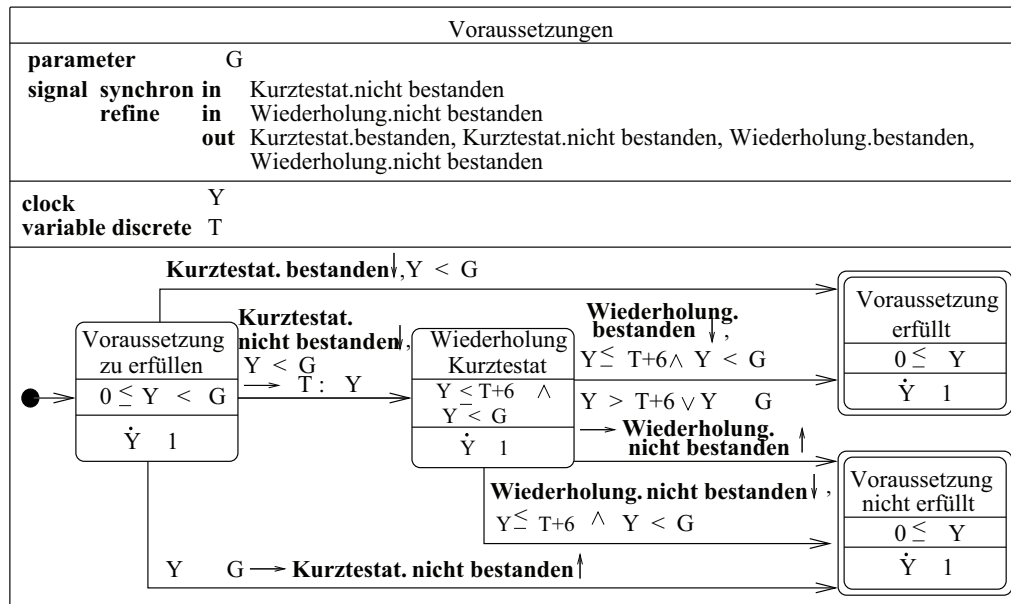 Voraussetzungen
parameter G
signal synchron in Kurztestat.nicht bestanden
refine in Wiederholung.nicht bestanden
out Kurztestat.bestanden, Kurztestat.nicht bestanden, Wiederholung.bestanden,
Wiederholung.nicht bestanden
clock Y
variable discrete T
Kurztestat. bestanden↓, Y < G
Voraussetzung
zu erfüllen
0 ≤ Y < G
Ẏ 1
Kurztestat.
nicht bestanden↓,
Y < G
→ T : Y
Wiederholung
Kurztestat
Y ≤ T+6 ∧
Y < G
Ẏ 1
Wiederholung.
bestanden ↓,
Y ≤ T+6 ∧ Y < G
Y > T+6 ∨ Y G
→ Wiederholung.
nicht bestanden ↑
Voraussetzung
erfüllt
0 ≤ Y
Ẏ 1
Wiederholung. nicht bestanden↓,
Y ≤ T+6 ∧ Y < G
Voraussetzung
nicht erfüllt
0 ≤ Y
Ẏ 1
Y G → Kurztestat. nicht bestanden↑